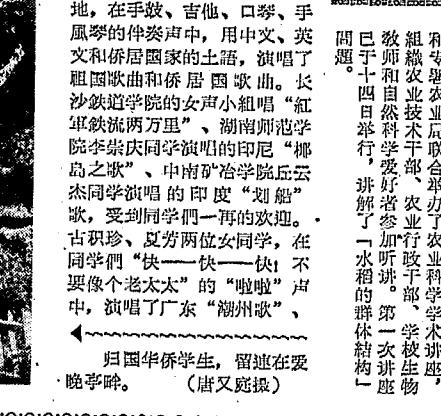 地，在手鼓、吉他、口琴、手
風琴的伴奏声中，用中文、英
文和侨居国家的土語，演唱了
祖国歌曲和侨居国歌曲。长
沙鉄道学院的女声小組唱“紅
軍鉄流两万里”、湖南师范学
院李崇庆同学演唱的印尼“椰
島之歌”、中南矿冶学院丘云
杰同学演唱的印度“划船”
歌，受到同学們一再的欢迎。
古积珍、夏芳两位女同学，在
同学們“快——快——快！不
要像个老太太”的“啦啦”声
中，演唱了广东“潮州歌”、
归国华侨学生，留連在爱
晚亭畔。（唐又庭摄）
和专署农业局联合举办了农业科学学术讲座，
組織农业技术干部、农业行政干部、学校生物
教师和自然科学爱好者参加听讲。第一次讲座
已于十四日举行，讲解了「水稻的群体結构」
問題。